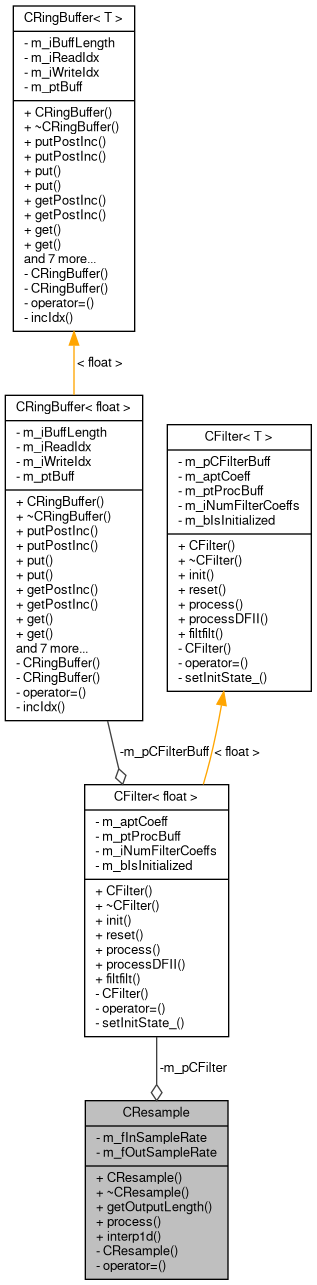 CRingBuffer< T >
- m_iBuffLength
- m_iReadIdx
- m_iWriteIdx
- m_ptBuff
+ CRingBuffer()
+ ~CRingBuffer()
+ putPostInc()
+ putPostInc()
+ put()
+ put()
+ getPostInc()
+ getPostInc()
+ get()
+ get()
and 7 more...
- CRingBuffer()
- CRingBuffer()
- operator=()
- incIdx()
< float >
CRingBuffer< float >
- m_iBuffLength
- m_iReadIdx
- m_iWriteIdx
- m_ptBuff
+ CRingBuffer()
+ ~CRingBuffer()
+ putPostInc()
+ putPostInc()
+ put()
+ put()
+ getPostInc()
+ getPostInc()
+ get()
+ get()
and 7 more...
- CRingBuffer()
- CRingBuffer()
- operator=()
- incIdx()
CFilter< T >
- m_pCFilterBuff
- m_aptCoeff
- m_ptProcBuff
- m_iNumFilterCoeffs
- m_bIsInitialized
+ CFilter()
+ ~CFilter()
+ init()
+ reset()
+ process()
+ processDFII()
+ filtfilt()
- CFilter()
- operator=()
- setInitState_()
-m_pCFilterBuff
< float >
CFilter< float >
- m_aptCoeff
- m_ptProcBuff
- m_iNumFilterCoeffs
- m_bIsInitialized
+ CFilter()
+ ~CFilter()
+ init()
+ reset()
+ process()
+ processDFII()
+ filtfilt()
- CFilter()
- operator=()
- setInitState_()
-m_pCFilter
CResample
- m_fInSampleRate
- m_fOutSampleRate
+ CResample()
+ ~CResample()
+ getOutputLength()
+ process()
+ interp1d()
- CResample()
- operator=()